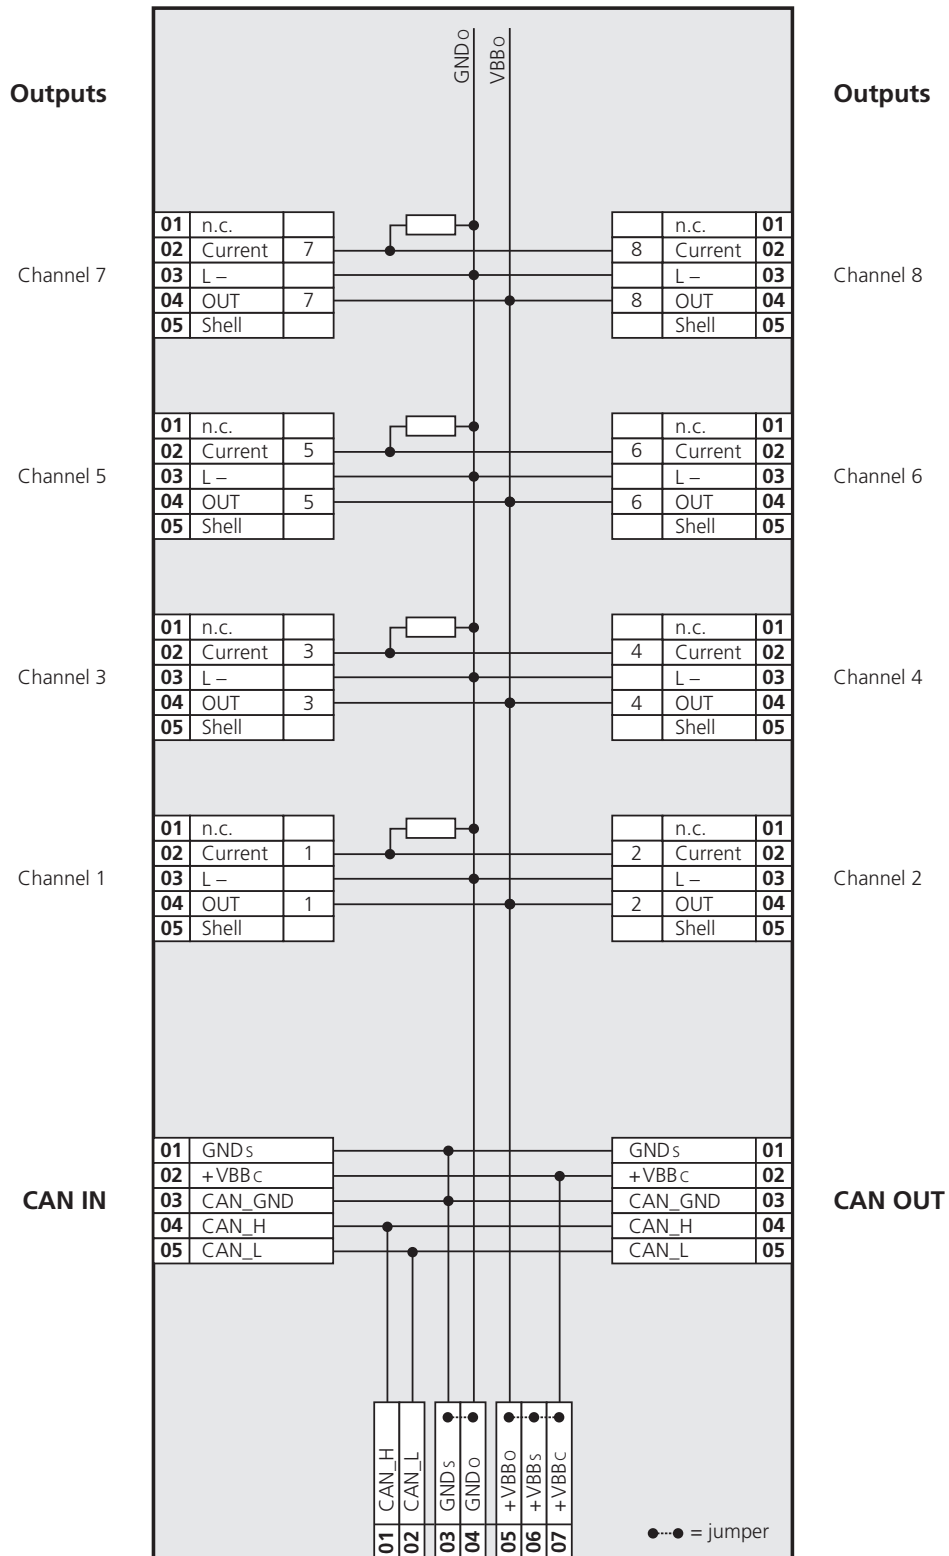 GNDO
VBBO
Outputs Outputs
01 n.c. n.c. 01
02 Current 7 8 Current 02
Channel 7 03 L – L – 03 Channel 8
04 OUT 7 8 OUT 04
05 Shell Shell 05
01 n.c. n.c. 01
02 Current 5 6 Current 02
Channel 5 03 L – L – 03 Channel 6
04 OUT 5 6 OUT 04
05 Shell Shell 05
01 n.c. n.c. 01
02 Current 3 4 Current 02
Channel 3 03 L – L – 03 Channel 4
04 OUT 3 4 OUT 04
05 Shell Shell 05
01 n.c. n.c. 01
02 Current 1 2 Current 02
Channel 1 03 L – L – 03 Channel 2
04 OUT 1 2 OUT 04
05 Shell Shell 05
01 GNDS GNDS 01
02 +VBBC +VBBC 02
CAN IN 03 CAN_GND CAN_GND 03 CAN OUT
04 CAN_H CAN_H 04
05 CAN_L CAN_L 05
01 CAN_H
02 CAN_L
03 GNDS
04 GNDO
05 +VBBO
06 +VBBS
07 +VBBC
= jumper